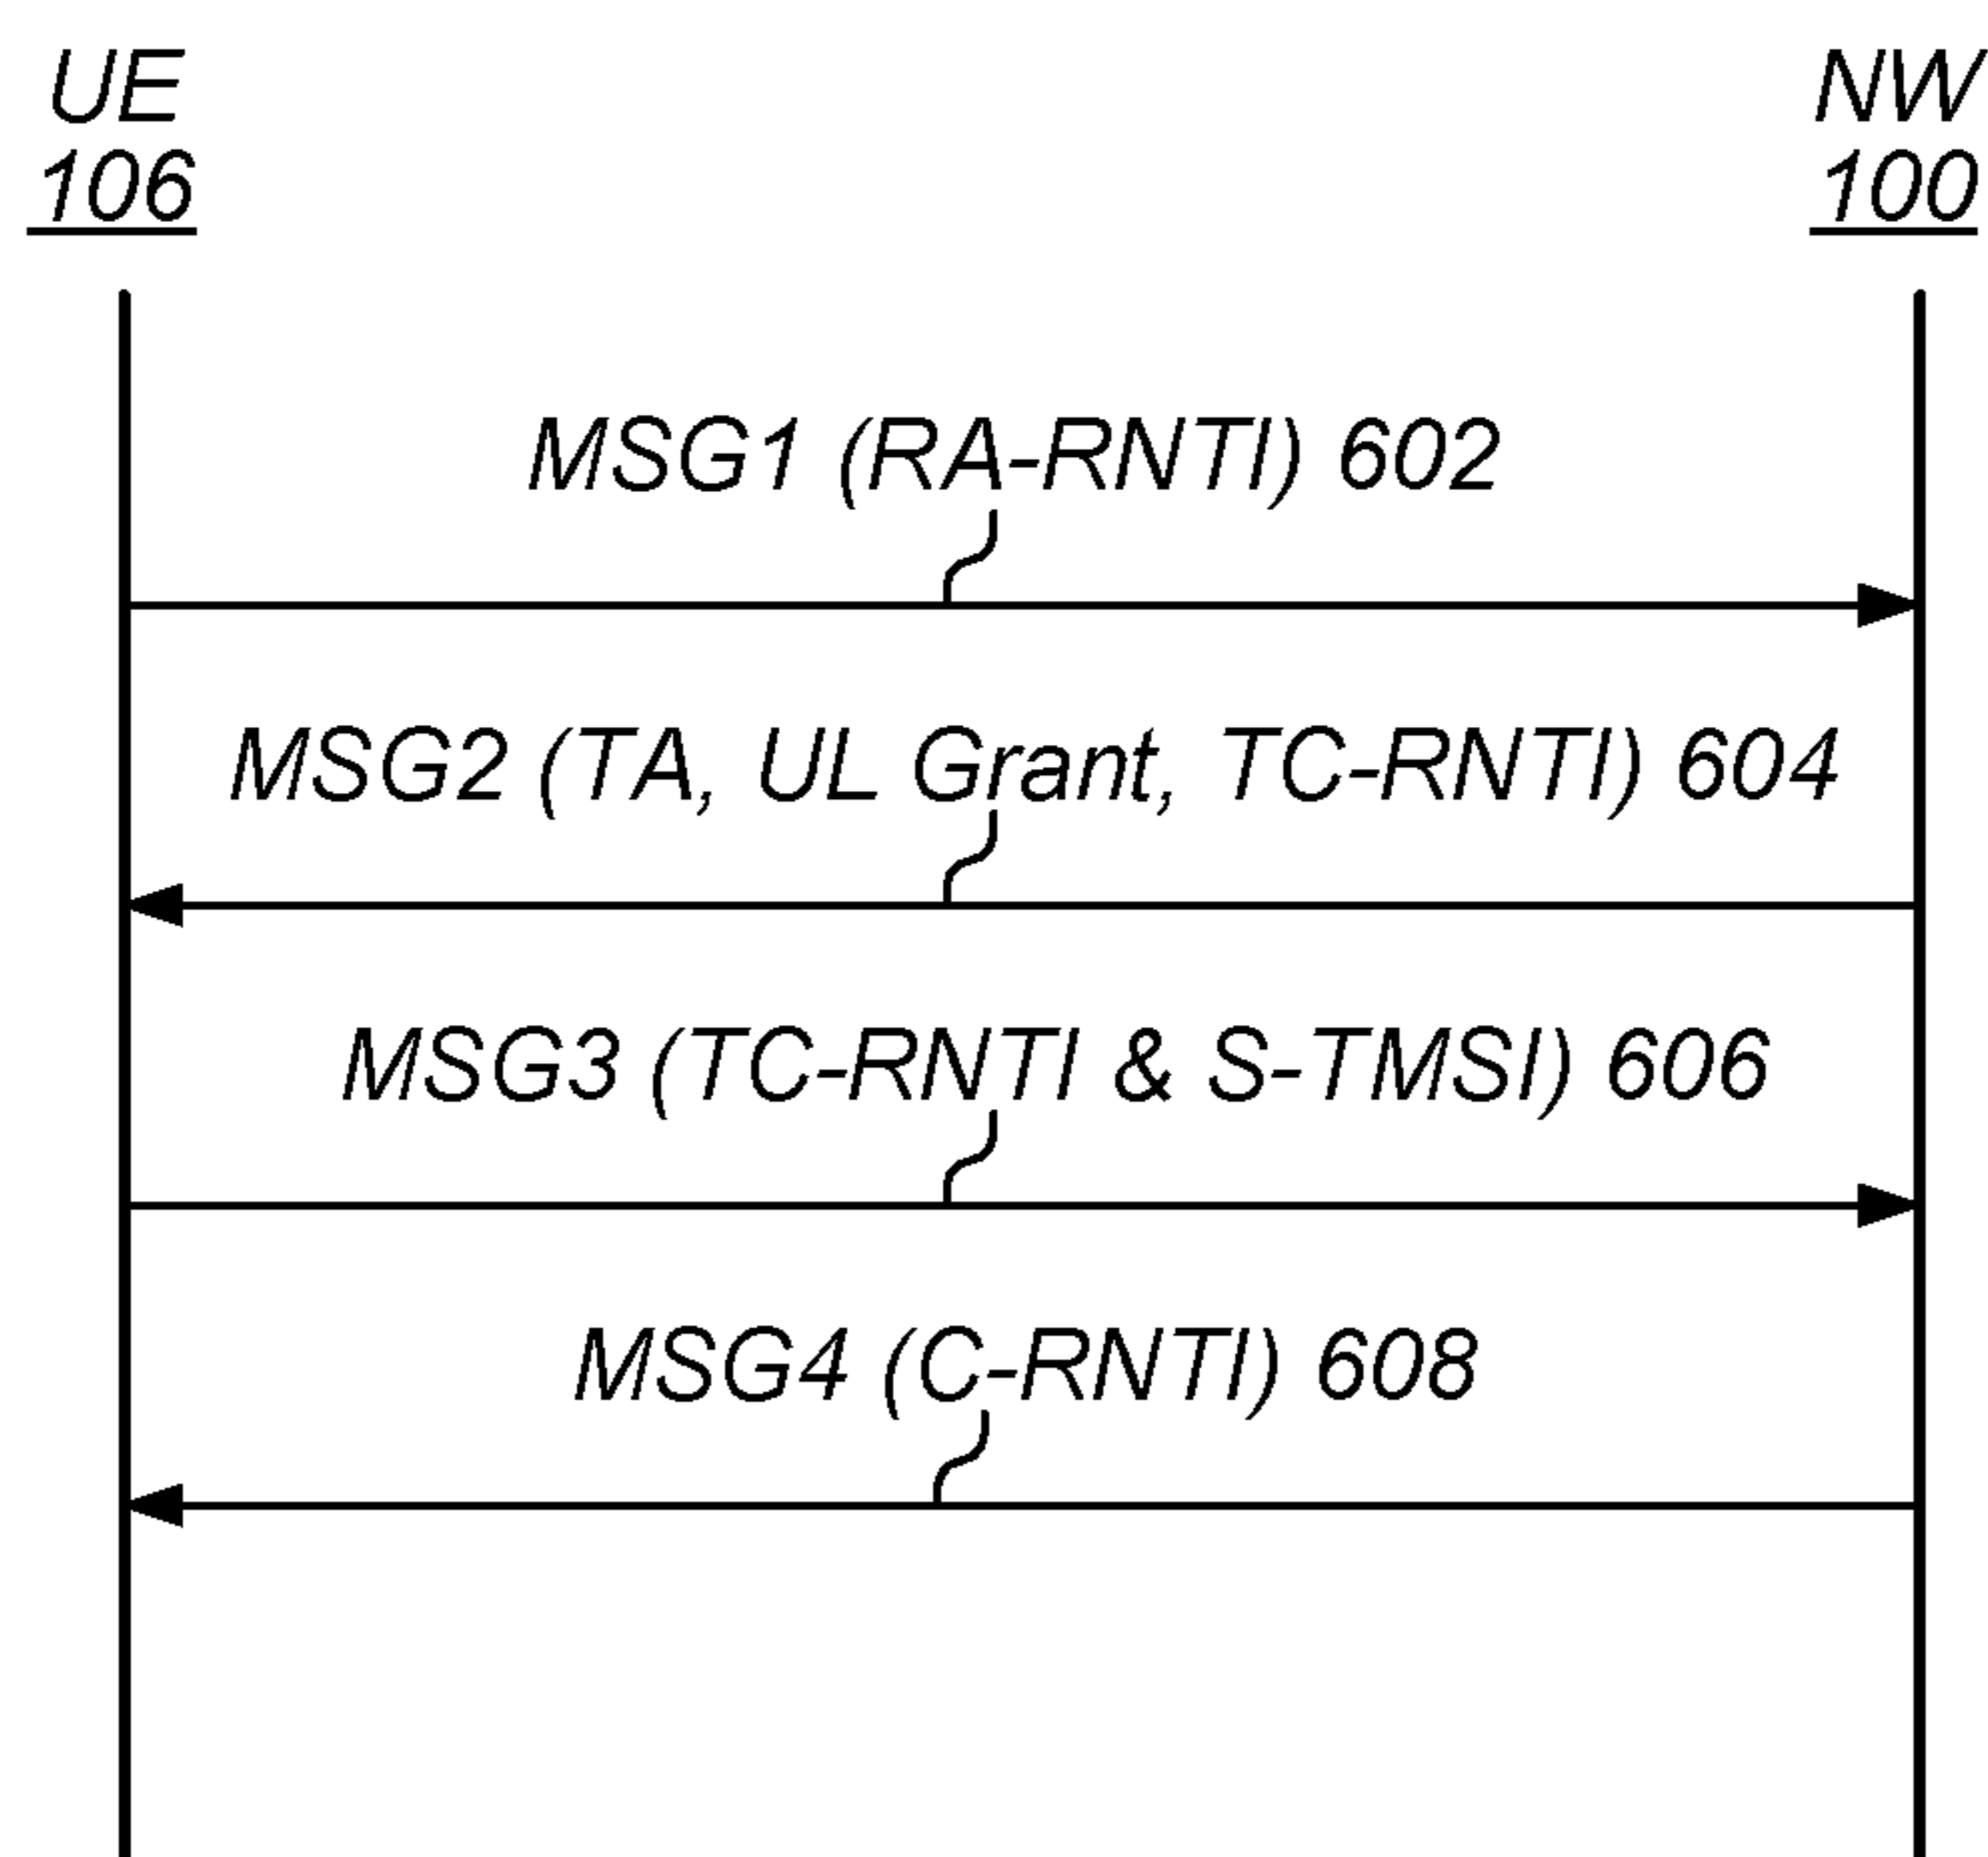 UE
106
NW
100
MSG1 (RA-RNTI) 602
MSG2 (TA, UL Grant, TC-RNTI) 604
MSG3 (TC-RNTI & S-TMSI) 606
MSG4 (C-RNTI) 608